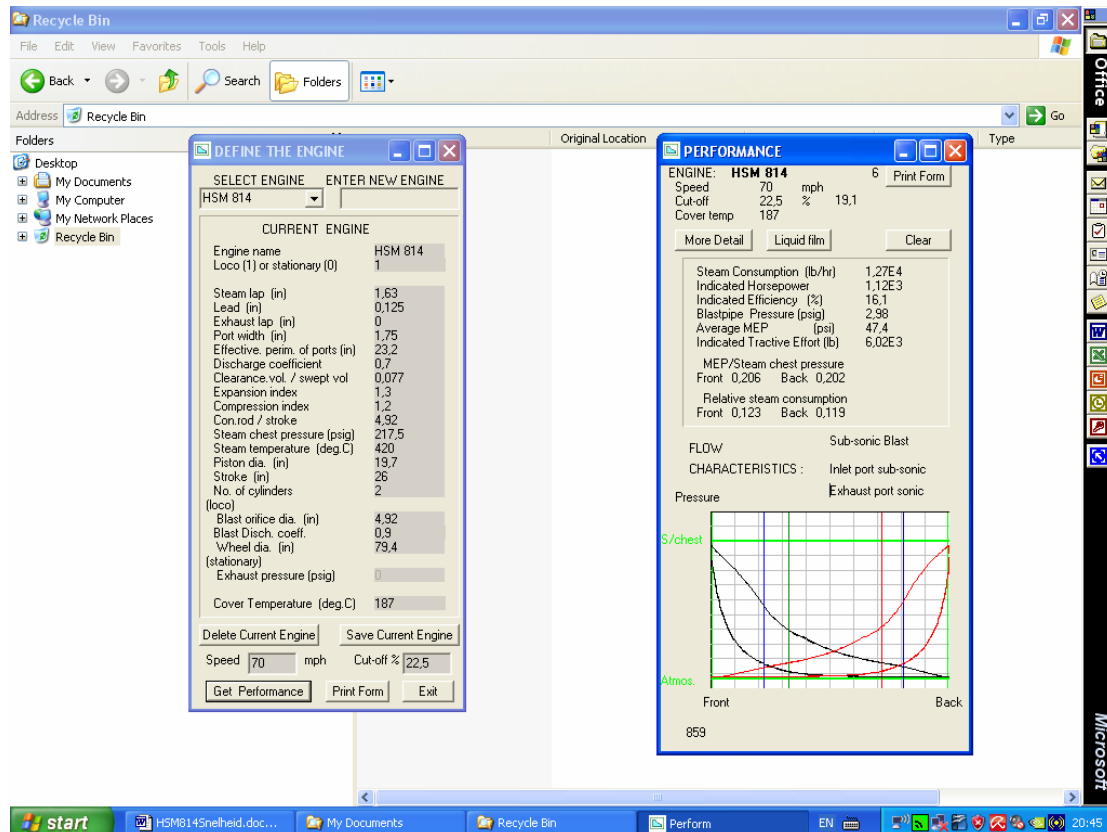 Recycle Bin
File Edit View Favorites Tools Help
Back Search Folders
Address Recycle Bin Go
Folders
Original Location
Type
Desktop
My Documents
My Computer
My Network Places
Recycle Bin
DEFINE THE ENGINE
SELECT ENGINE ENTER NEW ENGINE
HSM 814
CURRENT ENGINE
Engine name HSM 814
Loco (1) or stationary (0) 1
Steam lap (in) 1,63
Lead (in) 0,125
Exhaust lap (in) 0
Port width (in) 1,75
Effective. perim. of ports (in) 23,2
Discharge coefficient 0,7
Clearance.vol. / swept vol 0,077
Expansion index 1,3
Compression index 1,2
Con.rod / stroke 4,92
Steam chest pressure (psig) 217,5
Steam temperature (deg.C) 420
Piston dia. (in) 19,7
Stroke (in) 26
No. of cylinders 2
(loco)
Blast orifice dia. (in) 4,92
Blast Disch. coeff. 0,9
Wheel dia. (in) 79,4
(stationary)
Exhaust pressure (psig) 0
Cover Temperature (deg.C) 187
Delete Current Engine Save Current Engine
Speed 70 mph Cut-off % 22,5
Get Performance Print Form Exit
PERFORMANCE
ENGINE: HSM 814 6 Print Form
Speed 70 mph
Cut-off 22,5 % 19,1
Cover temp 187
More Detail Liquid film Clear
Steam Consumption (lb/hr) 1,27E4
Indicated Horsepower 1,12E3
Indicated Efficiency (%) 16,1
Blastpipe Pressure (psig) 2,98
Average MEP (psi) 47,4
Indicated Tractive Effort (lb) 6,02E3
MEP/Steam chest pressure
Front 0,206 Back 0,202
Relative steam consumption
Front 0,123 Back 0,119
FLOW Sub-sonic Blast
CHARACTERISTICS : Inlet port sub-sonic
Exhaust port sonic
Pressure
S/chest
Atmos.
Front Back
859
Office
Microsoft
start HSM814Snelheid.doc... My Documents Recycle Bin Perform EN 20:45